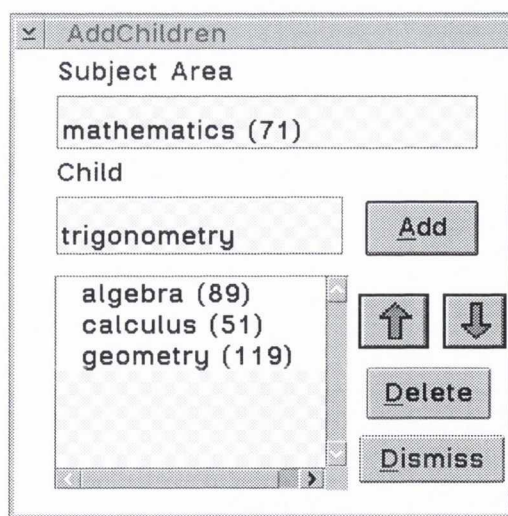 AddChildren
Subject Area
mathematics (71)
Child
trigonometry
Add
algebra (89)
calculus (51)
geometry (119)
Delete
Dismiss